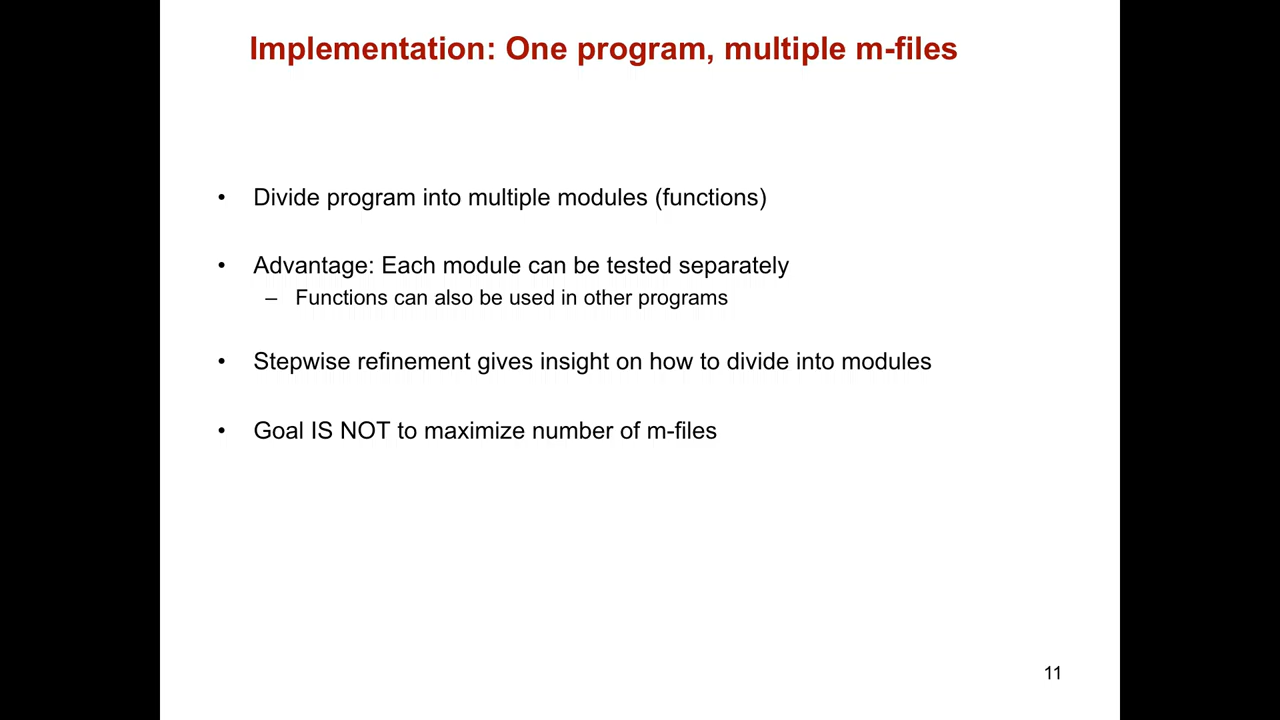 Implementation: One program, multiple m-files
• Divide program into multiple modules (functions)
• Advantage: Each module can be tested separately
– Functions can also be used in other programs
• Stepwise refinement gives insight on how to divide into modules
• Goal IS NOT to maximize number of m-files
11